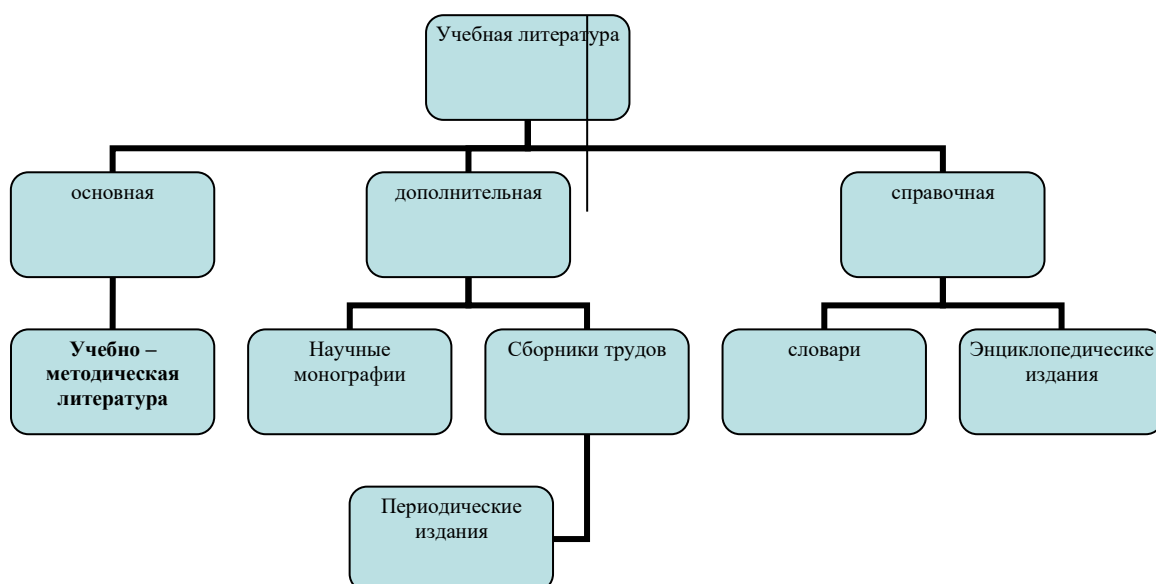 Учебная литература
основная
дополнительная
справочная
Учебно –
методическая
литература
Научные
монографии
Сборники трудов
словари
Энциклопедичесике
издания
Периодические
издания